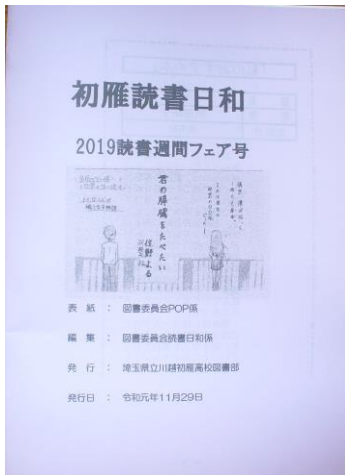 初雁読書日和
2019読書週間フェア号
君の膵臓をたべたい
住野よる
表紙：図書委員会POP係
編集：図書委員会読書日和係
発行：埼玉県立川越初雁高校図書部
発行日：令和元年11月29日